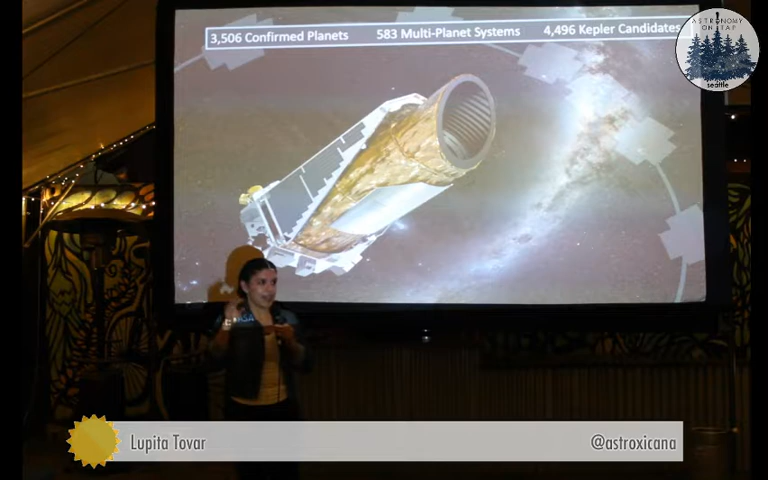 3,506 Confirmed Planets 583 Multi-Planet Systems 4,496 Kepler Candidates
ASTRONOMY
ON TAP
seattle
Lupita Tovar
@astroxicana